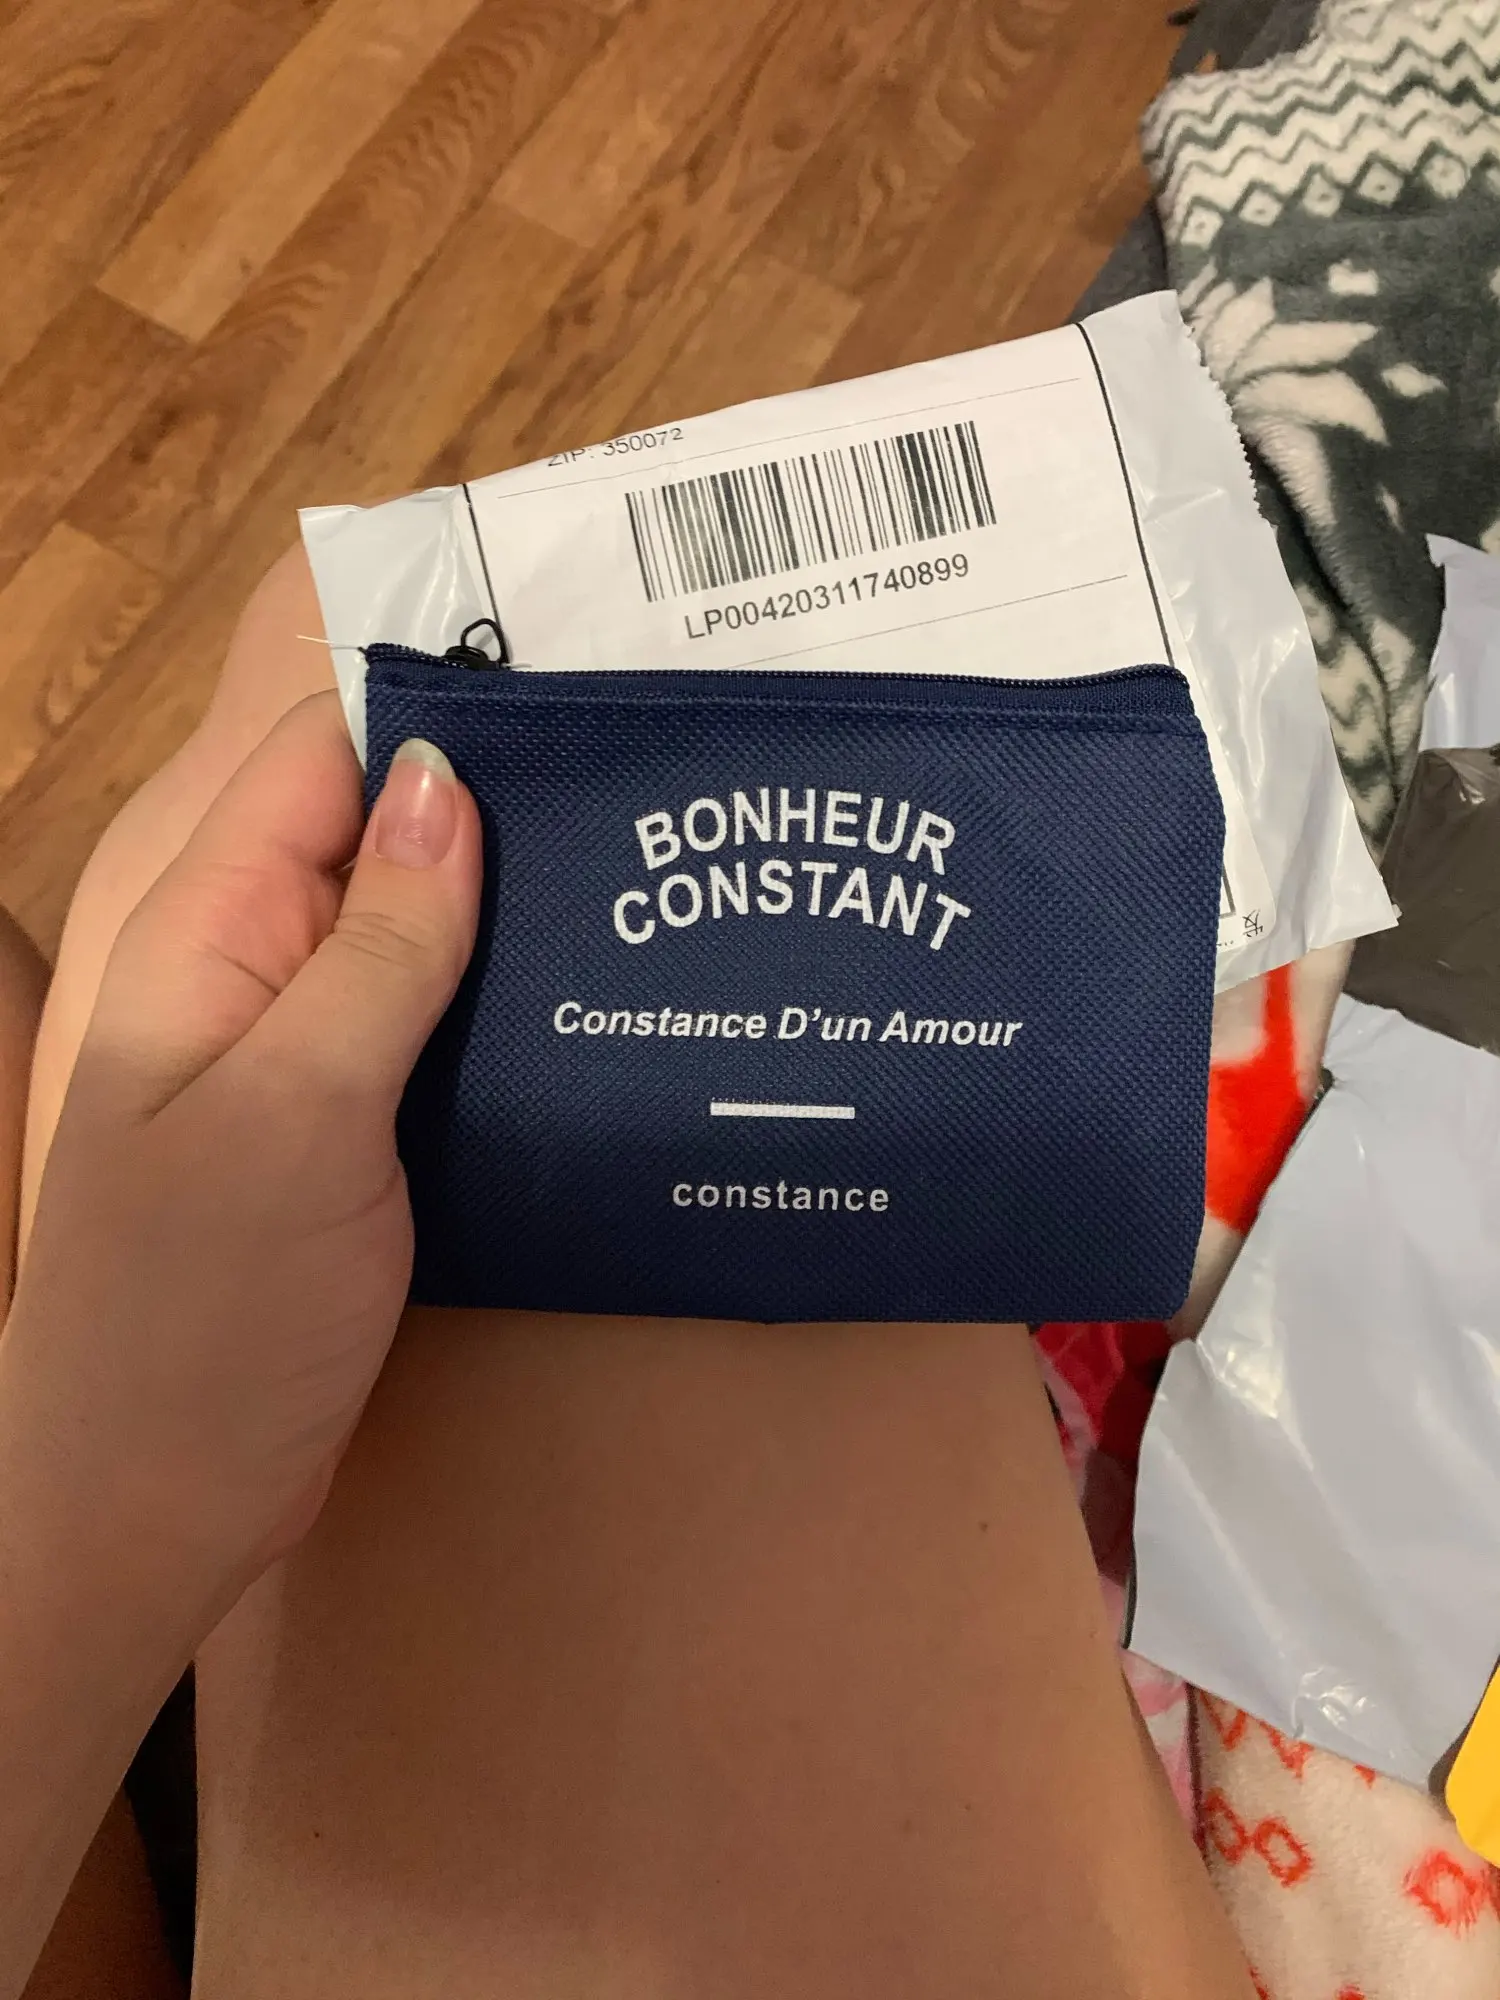 ZIP: 350072
LP00420311740899
BONHEUR
CONSTANT
Constance D'un Amour
constance